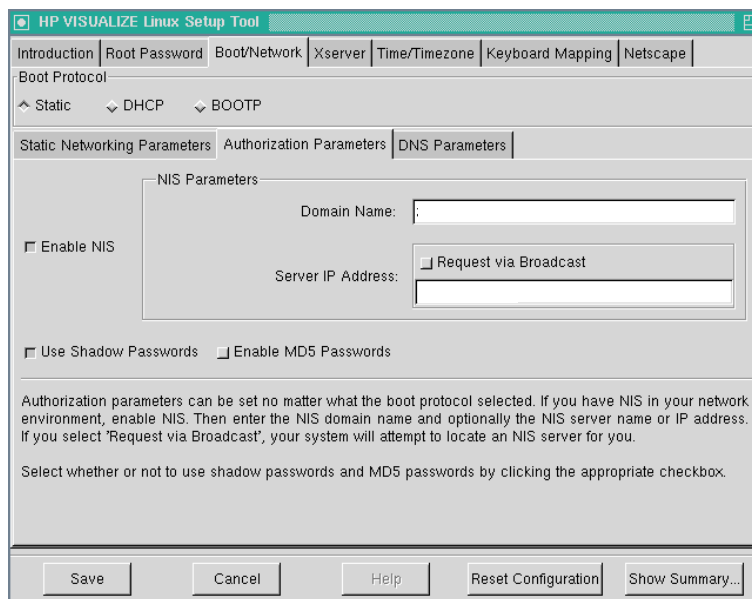 HP VISUALIZE Linux Setup Tool
Introduction Root Password Boot/Network Xserver Time/Timezone Keyboard Mapping Netscape
Boot Protocol
Static DHCP BOOTP
Static Networking Parameters Authorization Parameters DNS Parameters
NIS Parameters
Domain Name: :
Enable NIS
Request via Broadcast
Server IP Address:
Use Shadow Passwords Enable MD5 Passwords
Authorization parameters can be set no matter what the boot protocol selected. If you have NIS in your network
environment, enable NIS. Then enter the NIS domain name and optionally the NIS server name or IP address.
If you select 'Request via Broadcast', your system will attempt to locate an NIS server for you.
Select whether or not to use shadow passwords and MD5 passwords by clicking the appropriate checkbox.
Save Cancel Help Reset Configuration Show Summary...